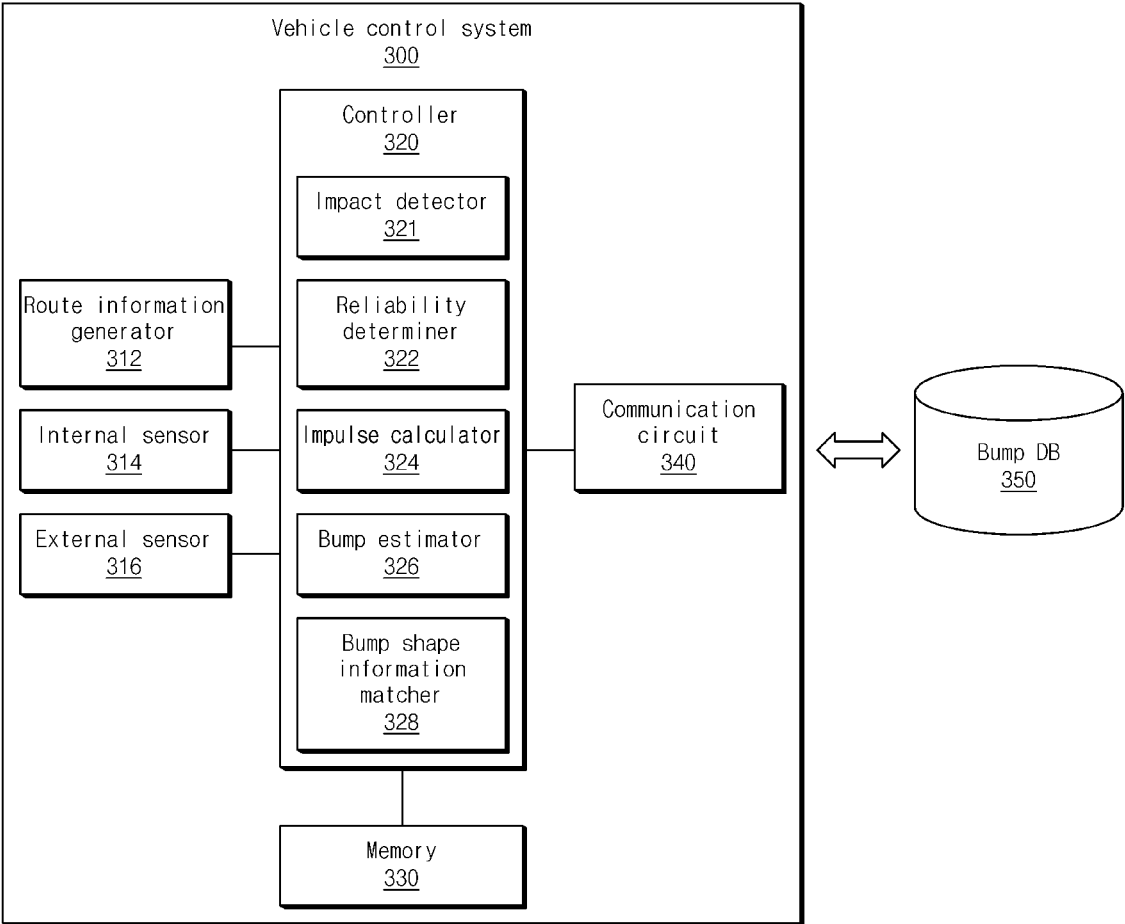 Vehicle control system
300
Controller
320
Impact detector
321
Route information
generator
312
Reliability
determiner
322
Internal sensor
314
Impulse calculator
324
External sensor
316
Bump estimator
326
Bump shape
information
matcher
328
Memory
330
Communication
circuit
340
Bump DB
350